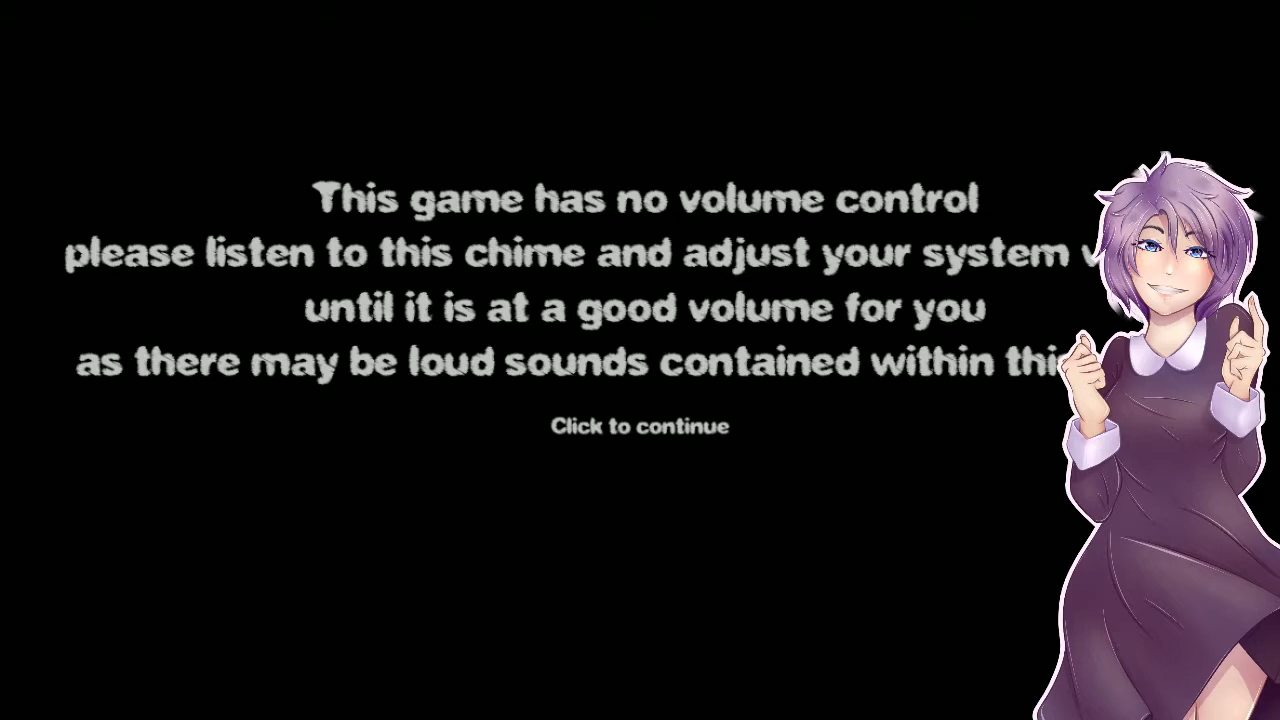 This game has no volume control
please listen to this chime and adjust your system
until it is at a good volume for you
as there may be loud sounds contained within
Click to continue